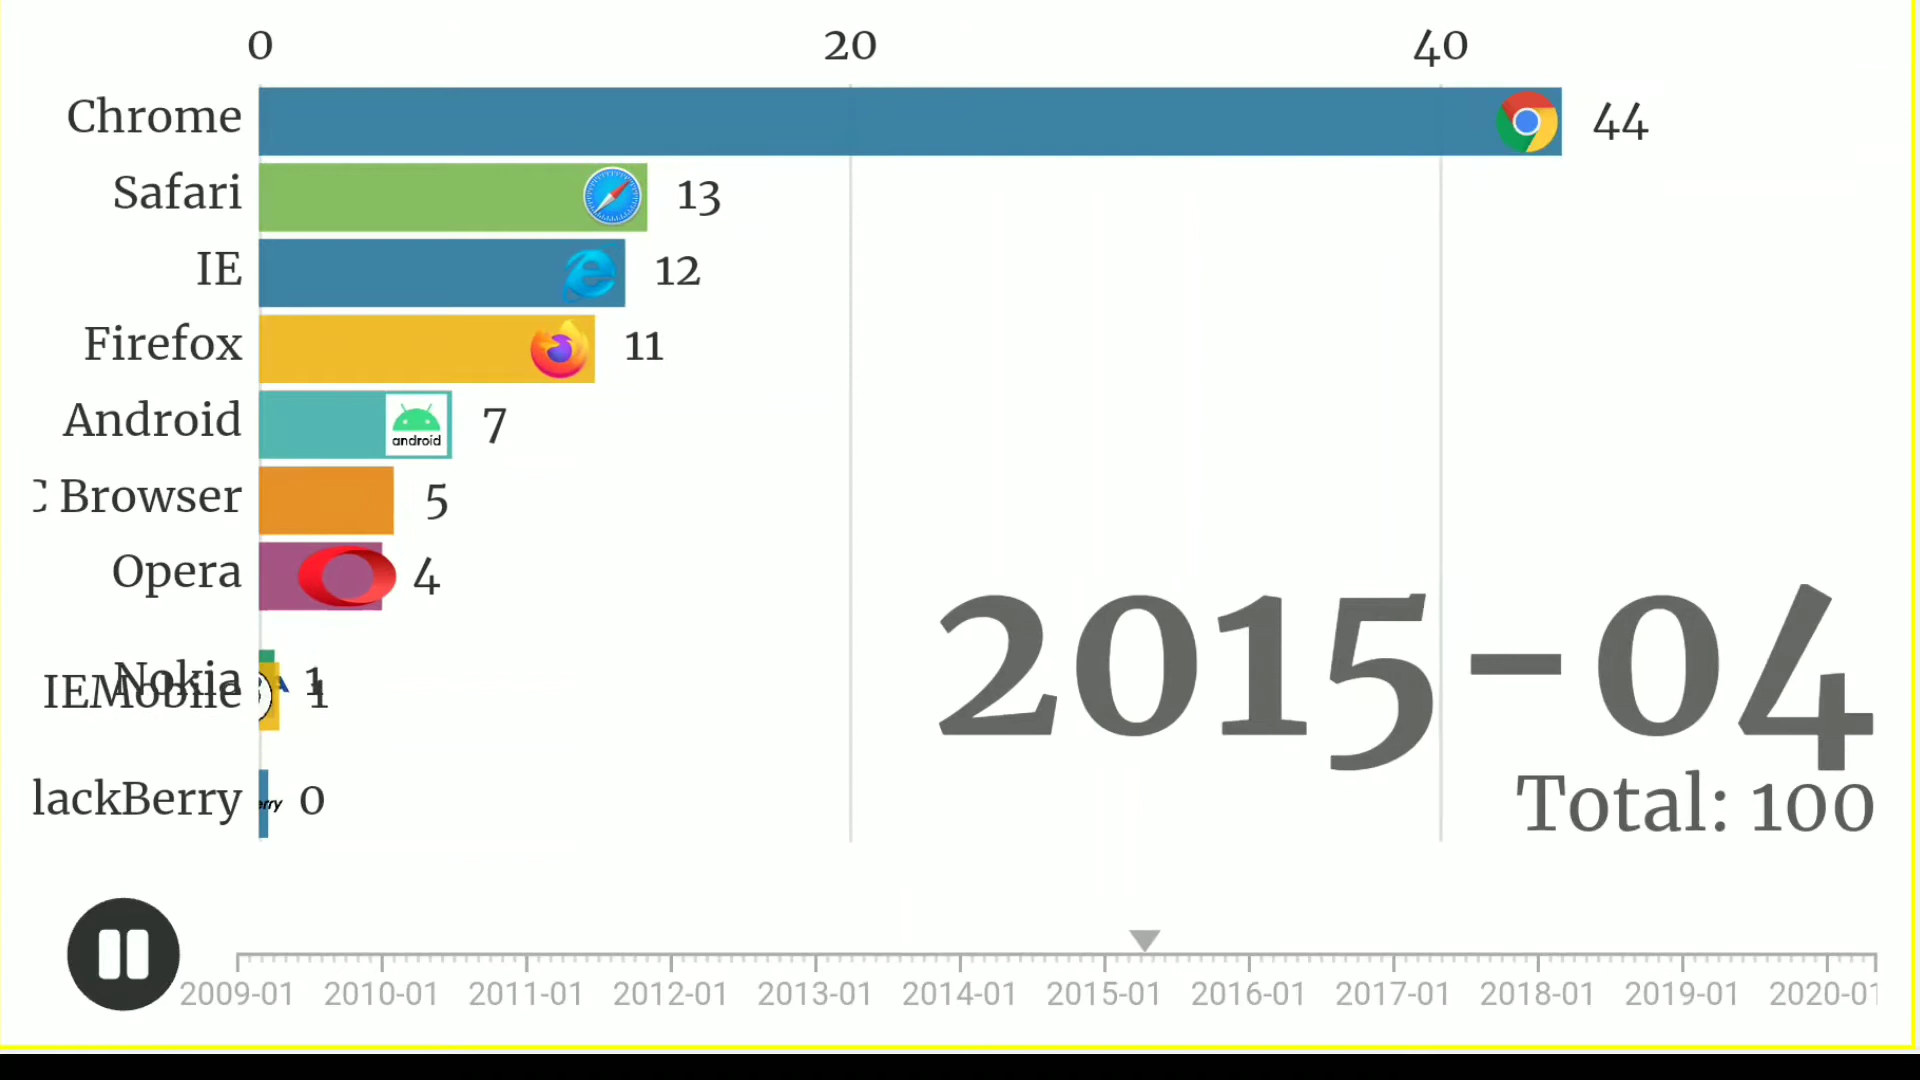 0 20 40
Chrome 44
Safari 13
IE 12
Firefox 11
Android android 7
C Browser 5
Opera 4
Nokia 1
IEMobile 1
lackBerry erry 0
2015-04
Total: 100
2009-01 2010-01 2011-01 2012-01 2013-01 2014-01 2015-01 2016-01 2017-01 2018-01 2019-01 2020-01